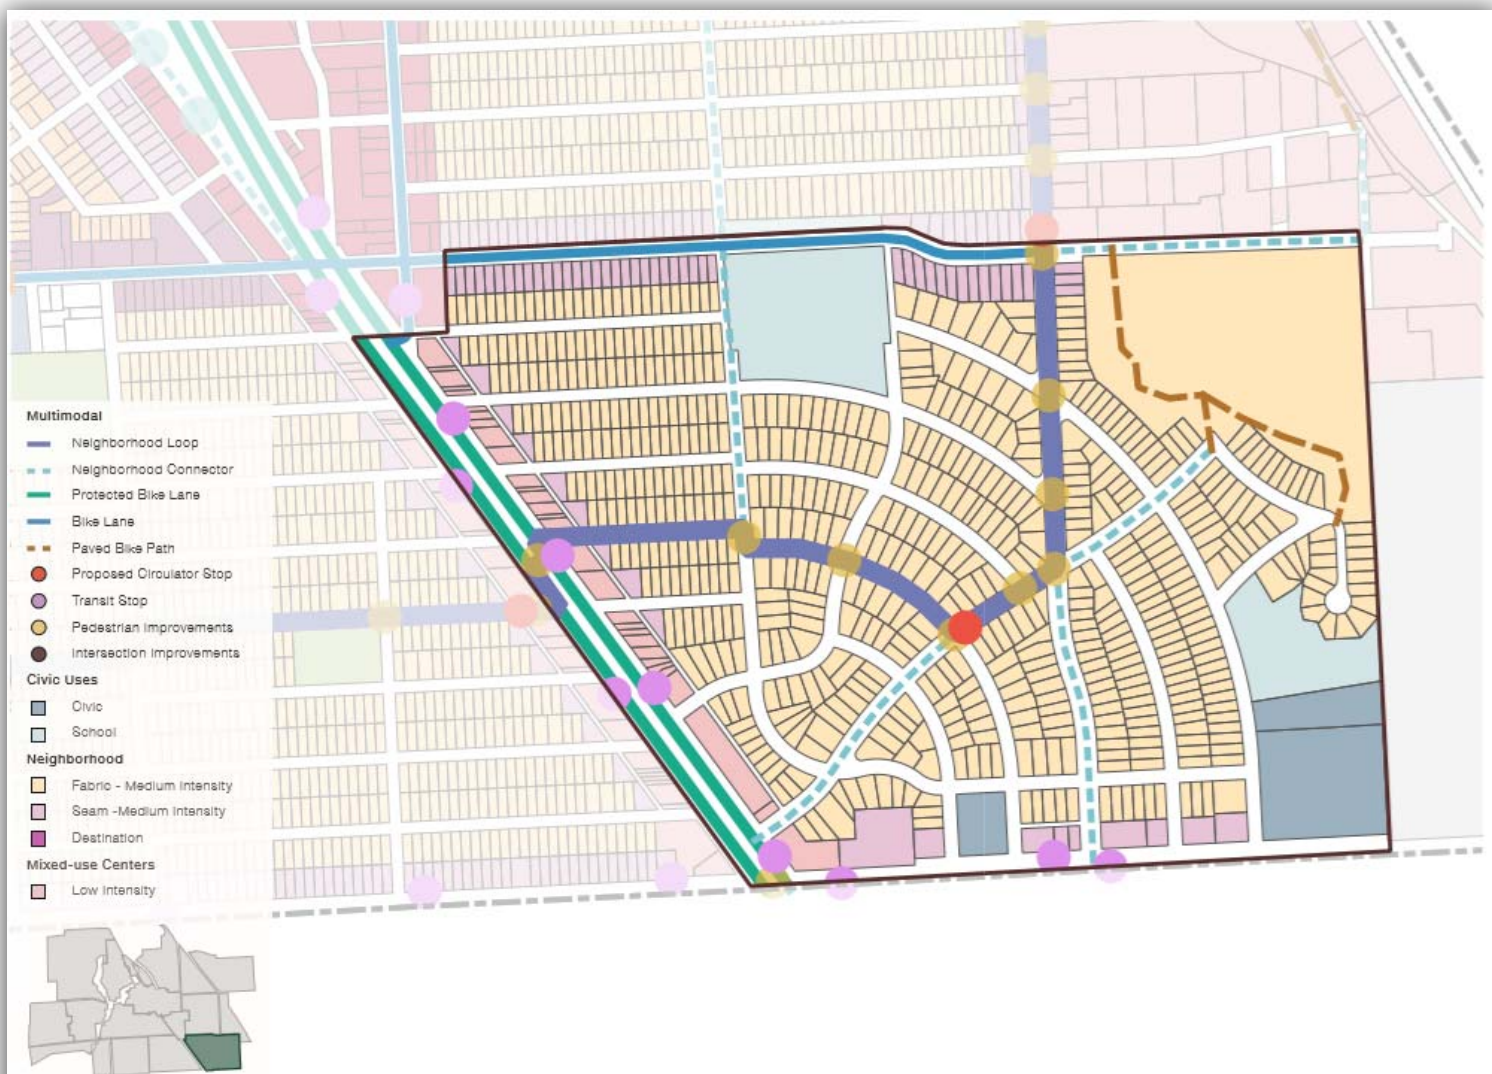 Multimodal
Neighborhood Loop
Neighborhood Connector
Protected Bike Lane
Bike Lane
Paved Bike Path
Proposed Circulator Stop
Transit Stop
Pedestrian Improvements
Intersection Improvements
Civic Uses
Civic
School
Neighborhood
Fabric - Medium Intensity
Seam -Medium Intensity
Destination
Mixed-use Centers
Low Intensity